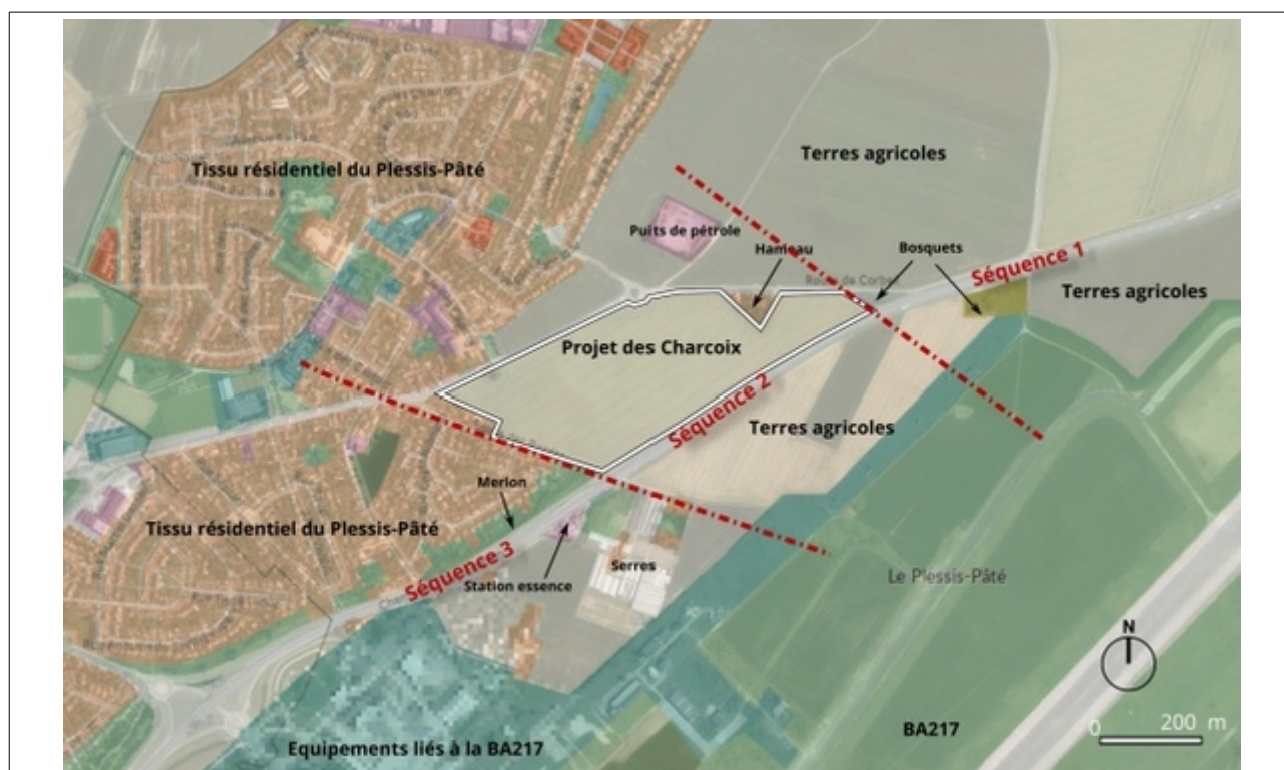 Tissu résidentiel du Plessis-Pâté
Terres agricoles
Puits de pétrole
Hameau
Bosquets
Séquence 1
Terres agricoles
Projet des Charcoix
Séquence 2
Terres agricoles
Merlon
Tissu résidentiel du Plessis-Pâté
Séquence 3
Station essence
Serres
Le Plessis-Pâté
N
0 200 m
Equipements liés à la BA217
BA217